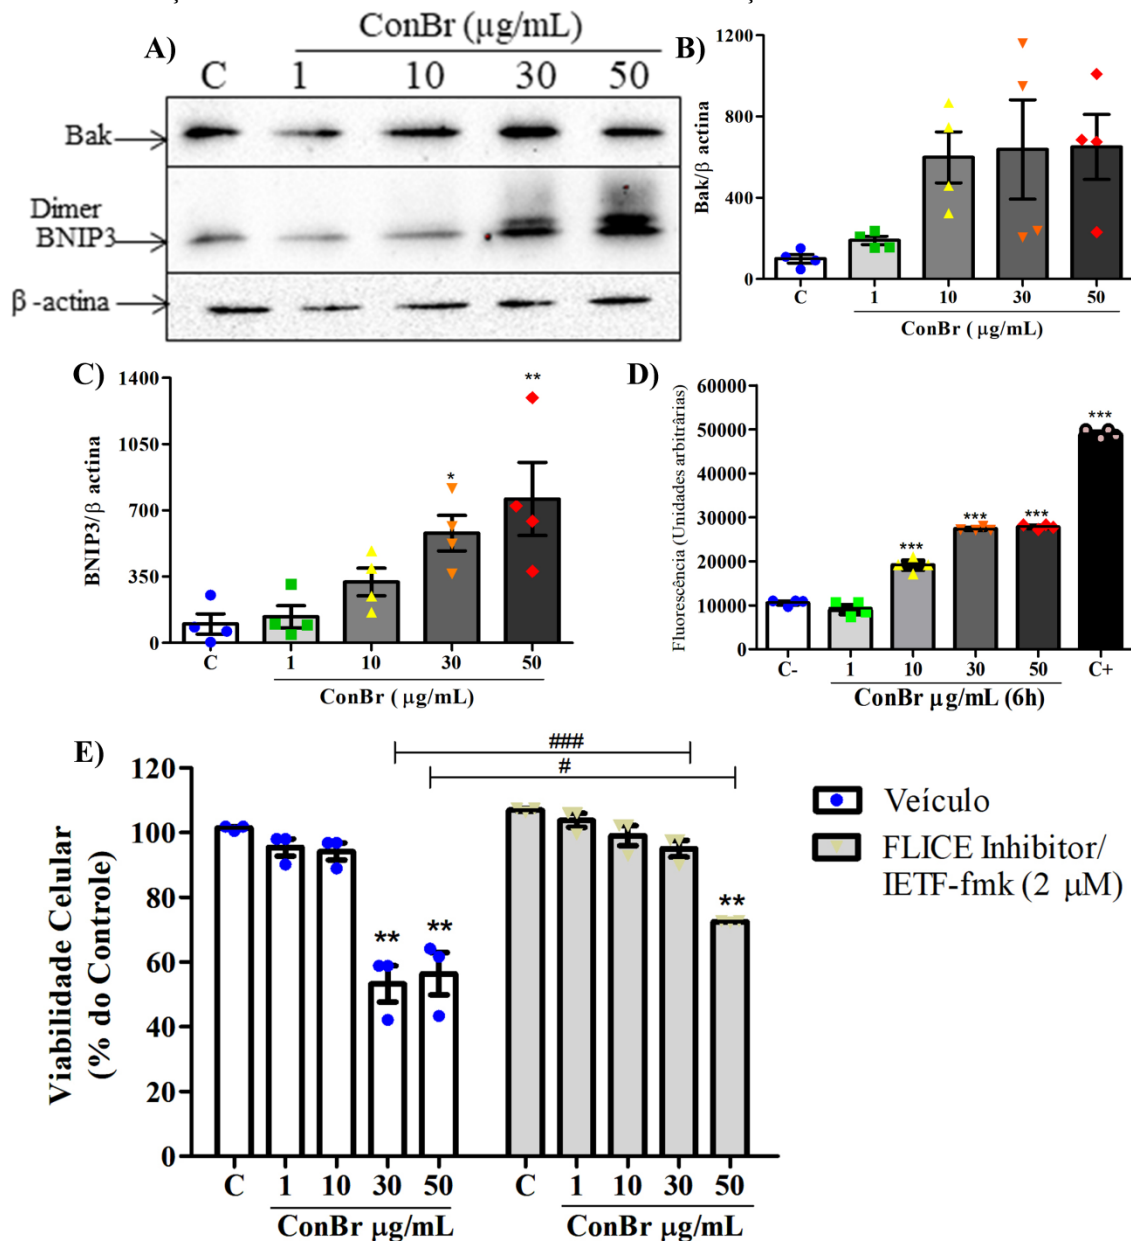 A)
ConBr (µg/mL)
C 1 10 30 50
Bak
Dimer
BNIP3
β-actina
B)
Bak/β actina
1200
800
400
0
C 1 10 30 50
ConBr ( µg/mL)
C)
BNIP3/β actina
1400
1050
700
350
0
* **
C 1 10 30 50
ConBr ( µg/mL)
D)
Fluorescência (Unidades arbitrárias)
60000
50000
40000
30000
20000
10000
0
*** *** *** ***
C- 1 10 30 50 C+
ConBr µg/mL (6h)
E)
Viabilidade Celular
(% do Controle)
120
100
80
60
40
20
0
###
#
** ** **
C 1 10 30 50 C 1 10 30 50
ConBr µg/mL ConBr µg/mL
Veículo
FLICE Inhibitor/
IETF-fmk (2 µM)